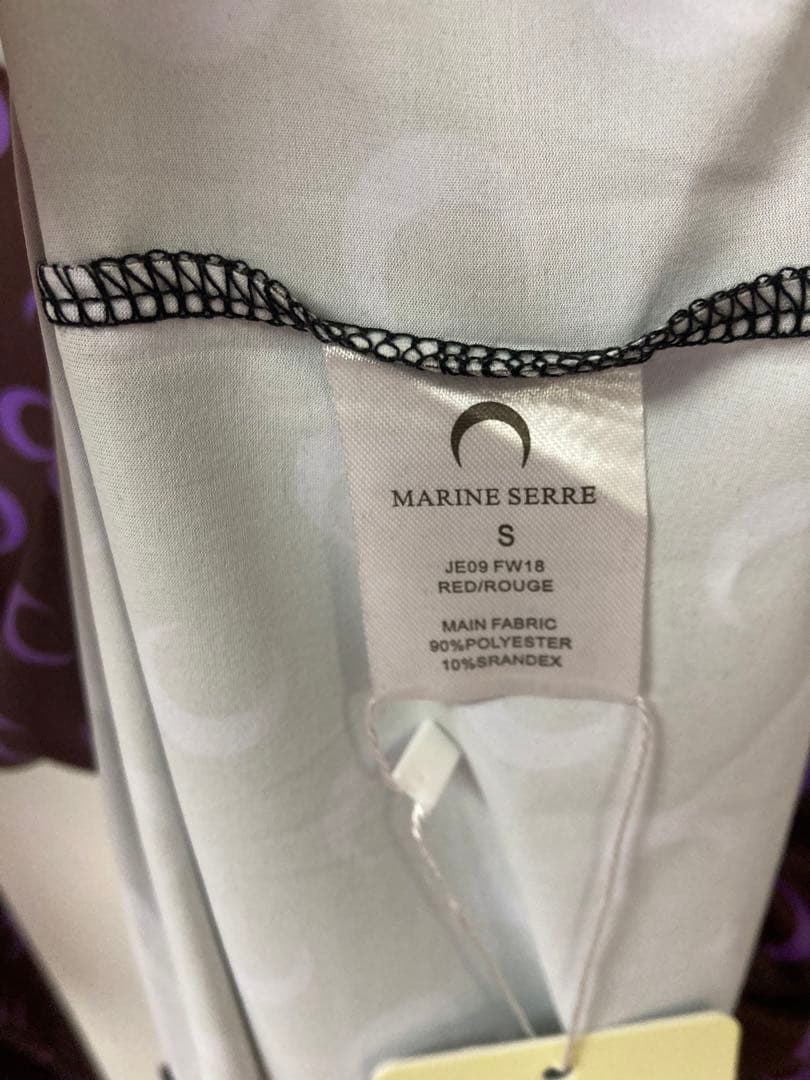 MARINE SERRE
S
JE09 FW18
RED/ROUGE
MAIN FABRIC
90%POLYESTER
10%SRANDEX